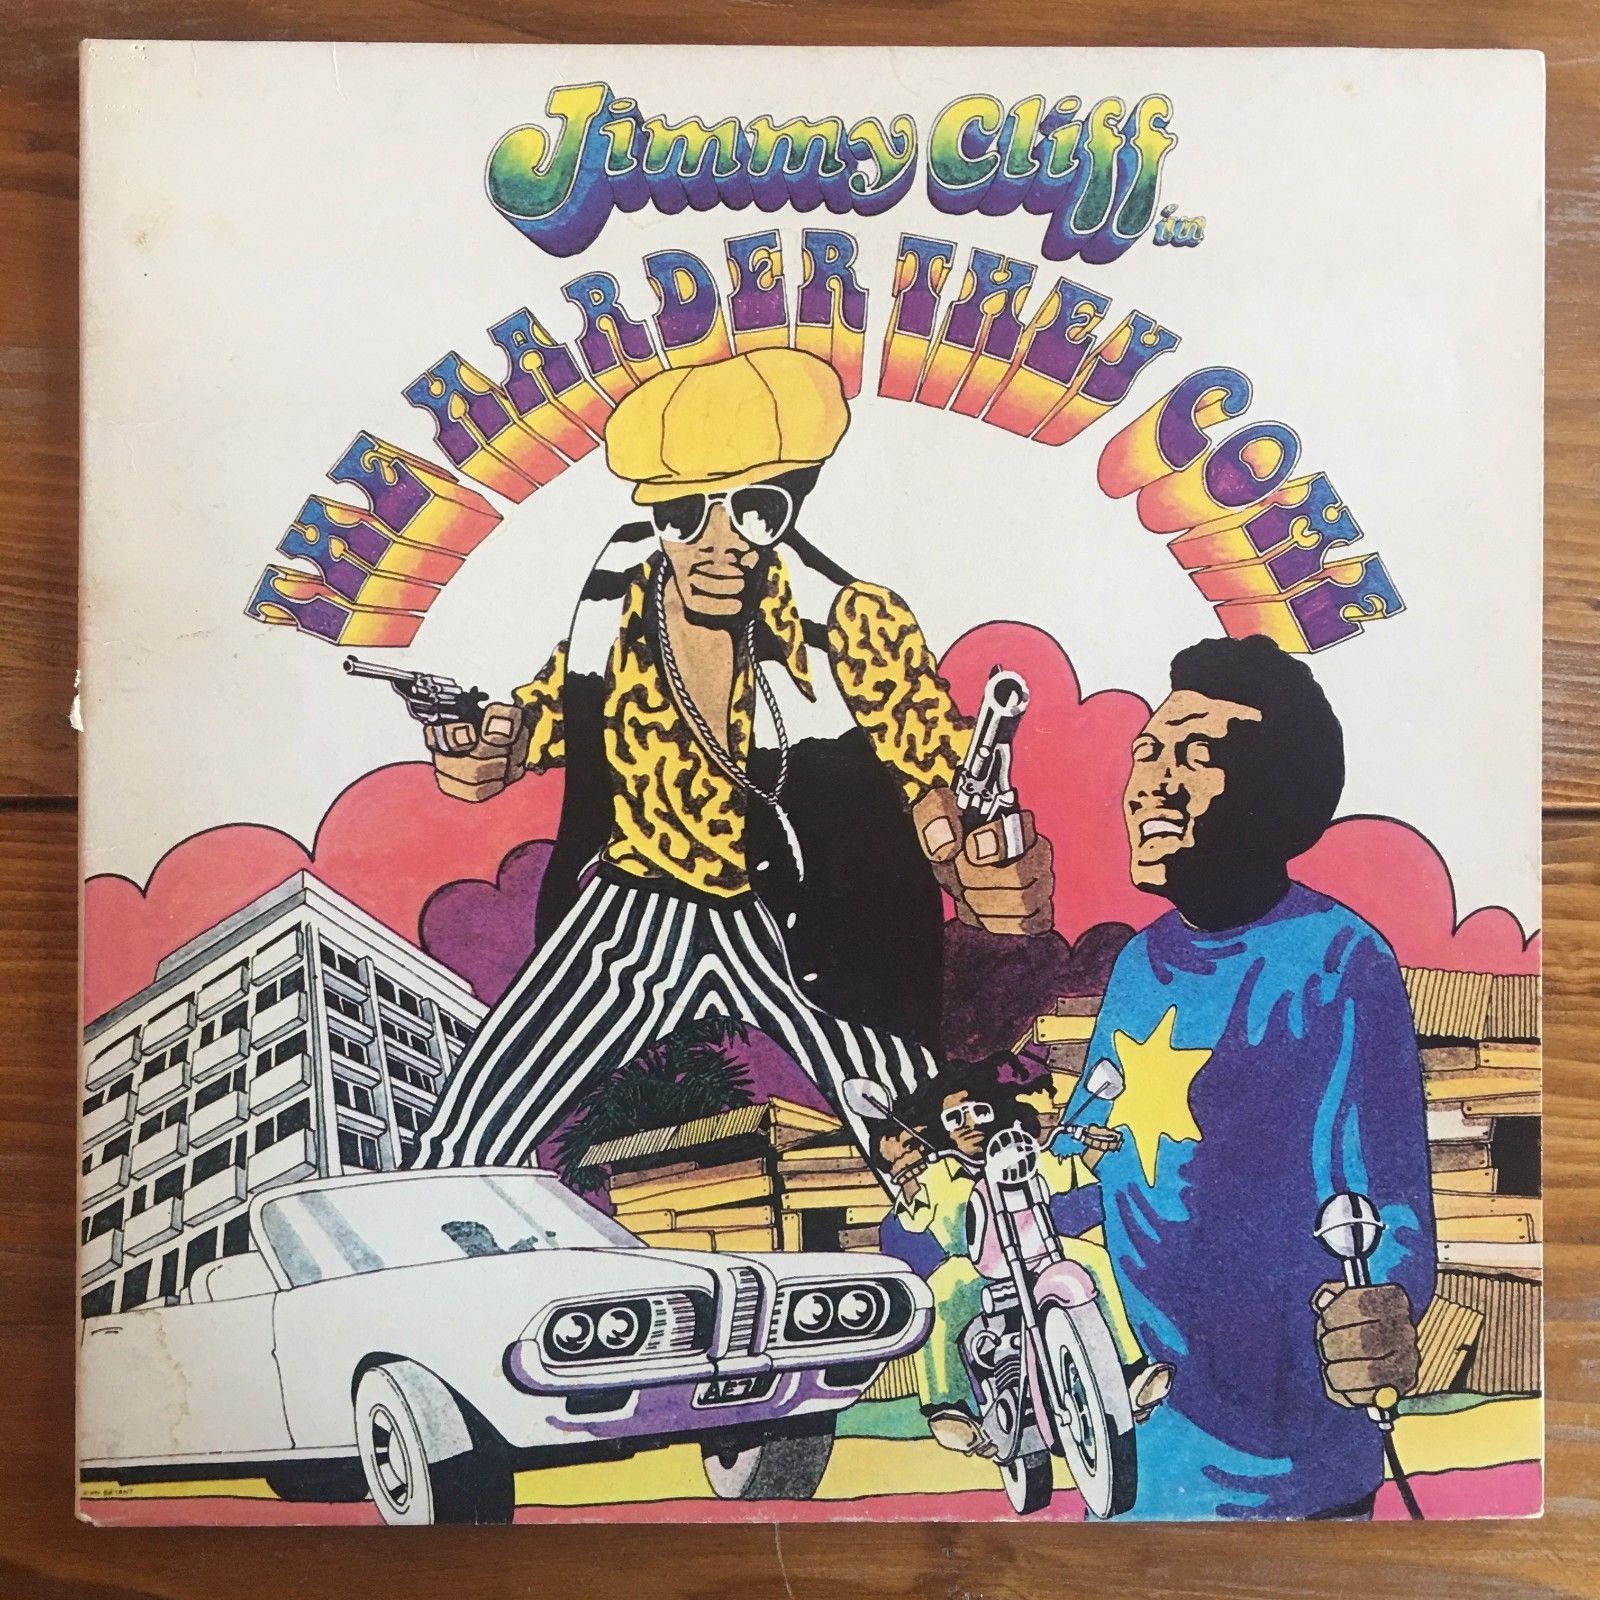 Jimmy Cliff
in
THE HARDER THEY COME